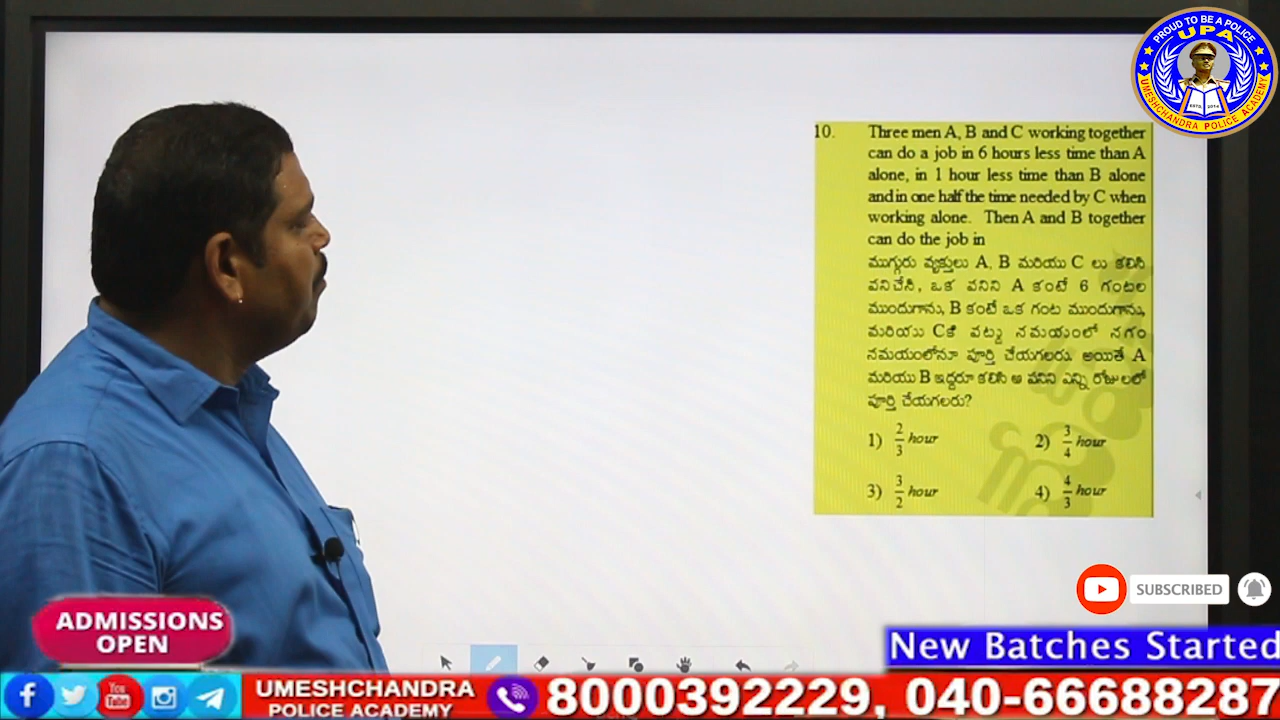 PROUD TO BE A POLICE
UPA
ESTD. 2014
UMESHCHANDRA POLICE ACADEMY
10. Three men A, B and C working together
can do a job in 6 hours less time than A
alone, in 1 hour less time than B alone
and in one half the time needed by C when
working alone. Then A and B together
can do the job in
ముగ్గురు వ్యక్తులు A, B మరియు C లు కలిసి
పనిచేసి, ఒక పనిని A కంటే 6 గంటల
ముందుగాను, B కంటే ఒక గంట ముందుగాను,
మరియు Cకి పట్టు సమయంలో సగం
సమయంలోనూ పూర్తి చేయగలరు. అయితే A
మరియు B ఇద్దరూ కలిసి ఆ పనిని ఎన్ని రోజులలో
పూర్తి చేయగలరు?
1) 2/3 hour 2) 3/4 hour
3) 3/2 hour 4) 4/3 hour
SUBSCRIBED
ADMISSIONS
OPEN
New Batches Started
You
Tube
UMESHCHANDRA
POLICE ACADEMY
8000392229, 040-66688287